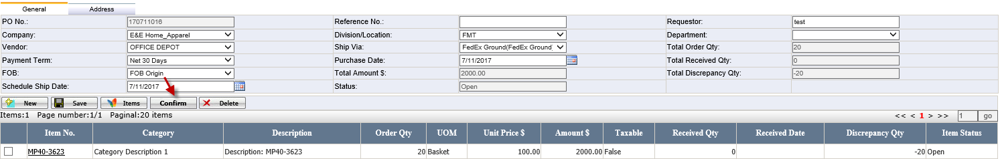 General Address
PO No.: 170711016 Reference No.: Requestor: test
Company: E&E Home_Apparel Division/Location: FMT Department:
Vendor: OFFICE DEPOT Ship Via: FedEx Ground(FedEx Ground) Total Order Qty: 20
Payment Term: Net 30 Days Purchase Date: 7/11/2017 Total Received Qty: 0
FOB: FOB Origin Total Amount $: 2000.00 Total Discrepancy Qty: -20
Schedule Ship Date: 7/11/2017 Status: Open
New Save Items Confirm Delete
Items:1 Page number:1/1 Paginal:20 items << < 1 > >> 1 go
Item No. Category Description Order Qty UOM Unit Price $ Amount $ Taxable Received Qty Received Date Discrepancy Qty Item Status
MP40-3623 Category Description 1 Description: MP40-3623 20 Basket 100.00 2000.00 False 0 -20 Open